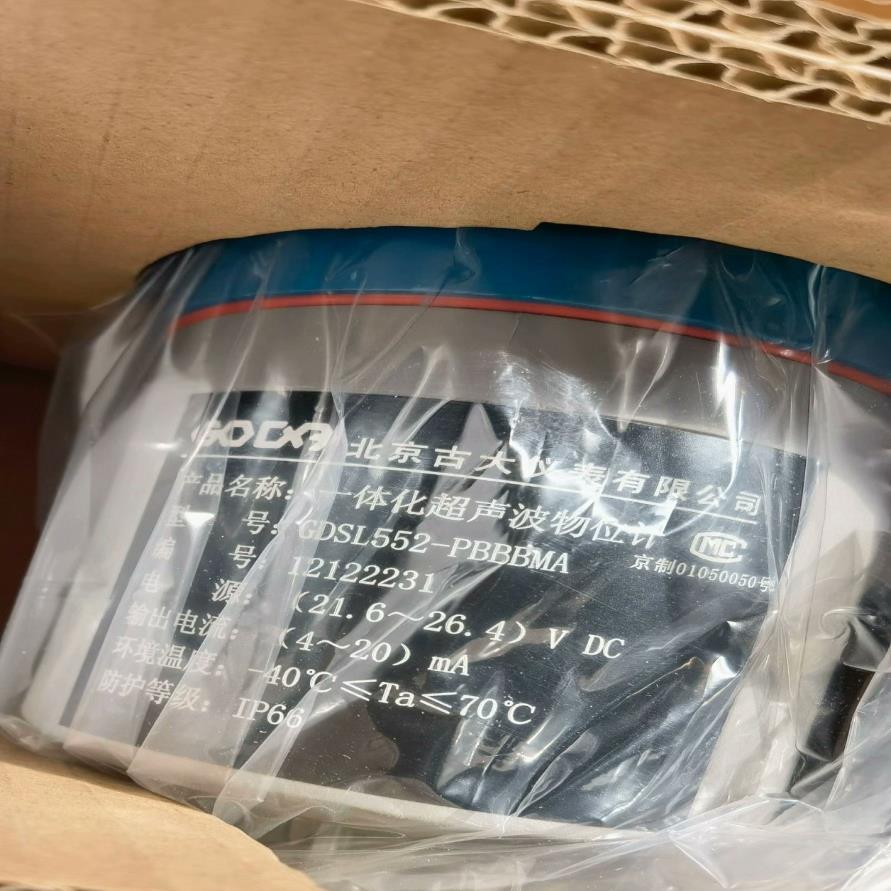 GODA 北京古大仪表有限公司
产品名称：一体化超声波物位计
型 号：GDSL552-PBBBMA
MC
京制01050050号
编 号：12122231
电 源：(21.6～26.4) V DC
输出电流：(4～20) mA
环境温度：-40℃≤Ta≤70℃
防护等级：IP66